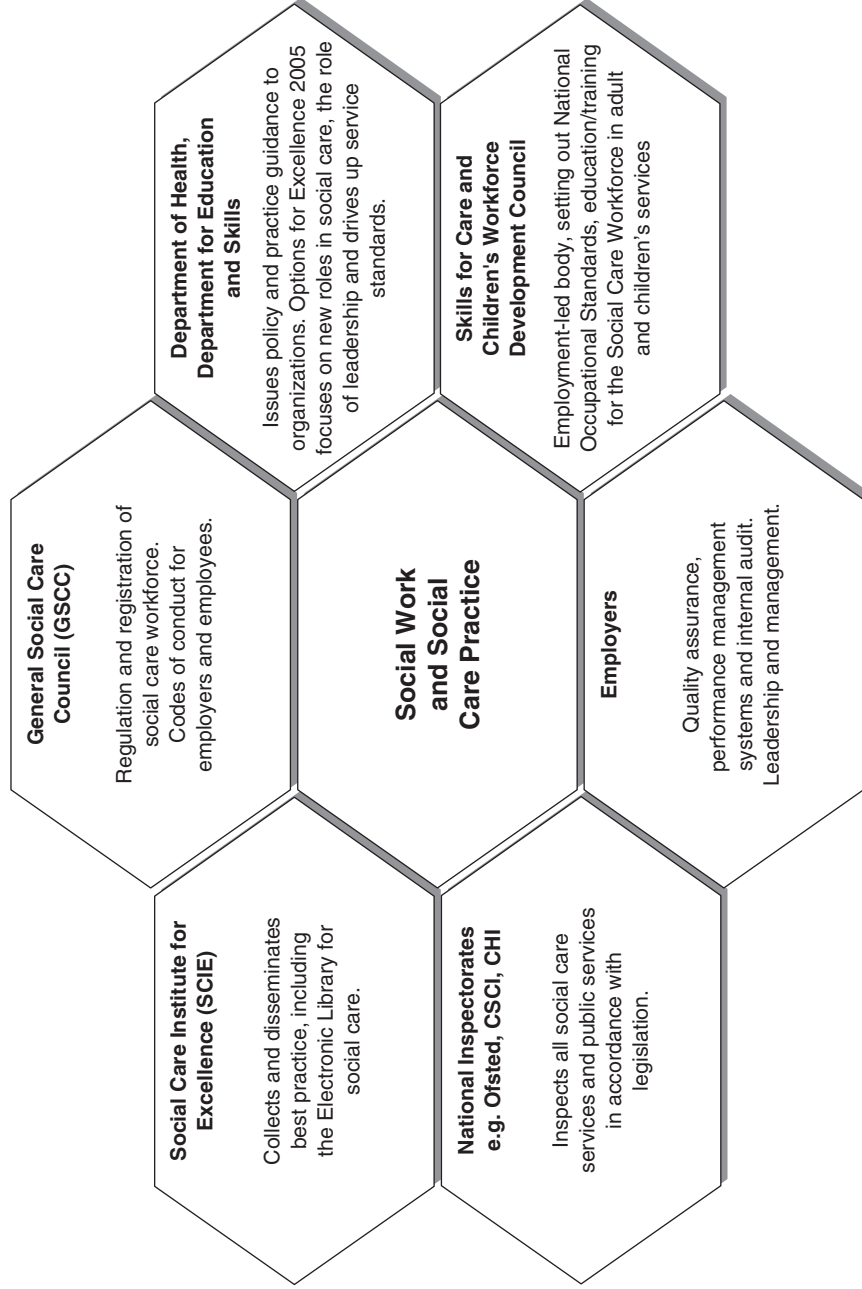 General Social Care
Council (GSCC)
Regulation and registration of
social care workforce.
Codes of conduct for
employers and employees.
Social Care Institute for
Excellence (SCIE)
Collects and disseminates
best practice, including
the Electronic Library for
social care.
Department of Health,
Department for Education
and Skills
Issues policy and practice guidance to
organizations. Options for Excellence 2005
focuses on new roles in social care, the role
of leadership and drives up service
standards.
Social Work
and Social
Care Practice
National Inspectorates
e.g. Ofsted, CSCI, CHI
Inspects all social care
services and public services
in accordance with
legislation.
Skills for Care and
Children's Workforce
Development Council
Employment-led body, setting out National
Occupational Standards, education/training
for the Social Care Workforce in adult
and children's services
Employers
Quality assurance,
performance management
systems and internal audit.
Leadership and management.